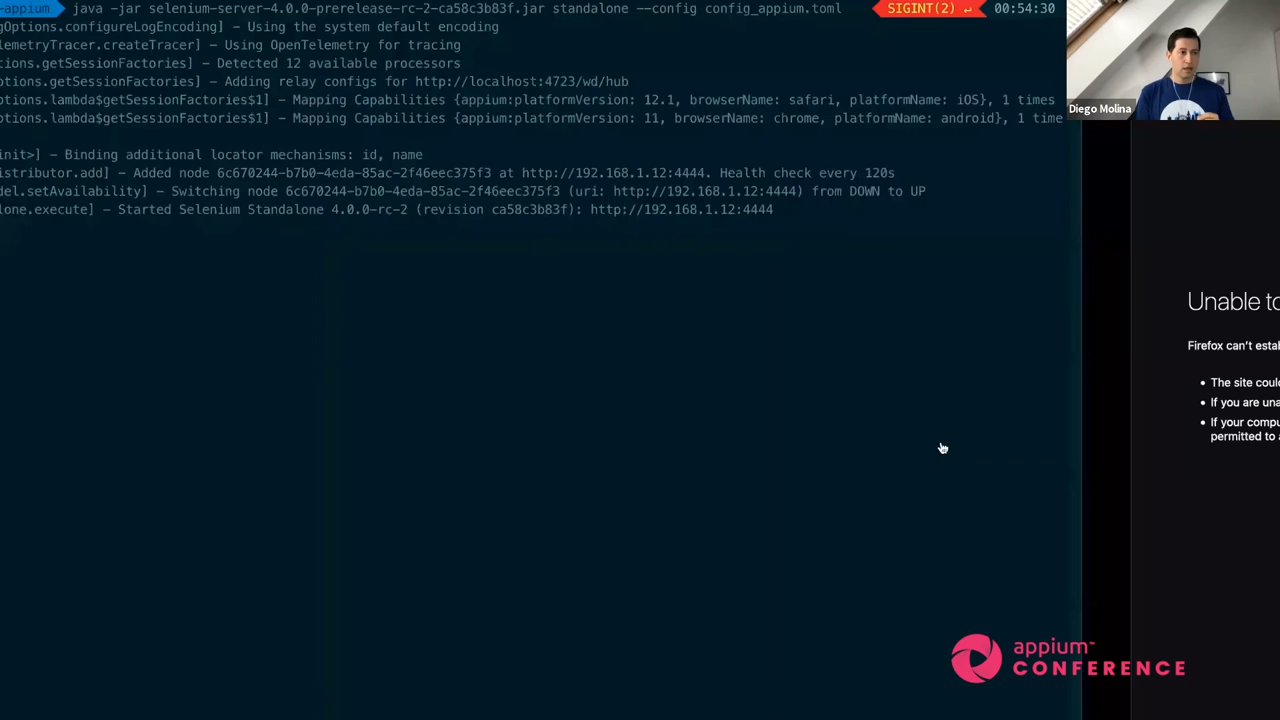 -appium java -jar selenium-server-4.0.0-prerelease-rc-2-ca58c3b83f.jar standalone --config config_appium.toml SIGINT(2) ↵ 00:54:30
gOptions.configureLogEncoding] - Using the system default encoding
lemetryTracer.createTracer] - Using OpenTelemetry for tracing
ptions.getSessionFactories] - Detected 12 available processors
ptions.getSessionFactories] - Adding relay configs for http://localhost:4723/wd/hub
ptions.lambda$getSessionFactories$1] - Mapping Capabilities {appium:platformVersion: 12.1, browserName: safari, platformName: iOS}, 1 times
ptions.lambda$getSessionFactories$1] - Mapping Capabilities {appium:platformVersion: 11, browserName: chrome, platformName: android}, 1 time
init>] - Binding additional locator mechanisms: id, name
istributor.add] - Added node 6c670244-b7b0-4eda-85ac-2f46eec375f3 at http://192.168.1.12:4444. Health check every 120s
del.setAvailability] - Switching node 6c670244-b7b0-4eda-85ac-2f46eec375f3 (uri: http://192.168.1.12:4444) from DOWN to UP
lone.execute] - Started Selenium Standalone 4.0.0-rc-2 (revision ca58c3b83f): http://192.168.1.12:4444
Diego Molina
Unable to
Firefox can't estab
• The site could
• If you are una
• If your compu
permitted to a
appium™
CONFERENCE